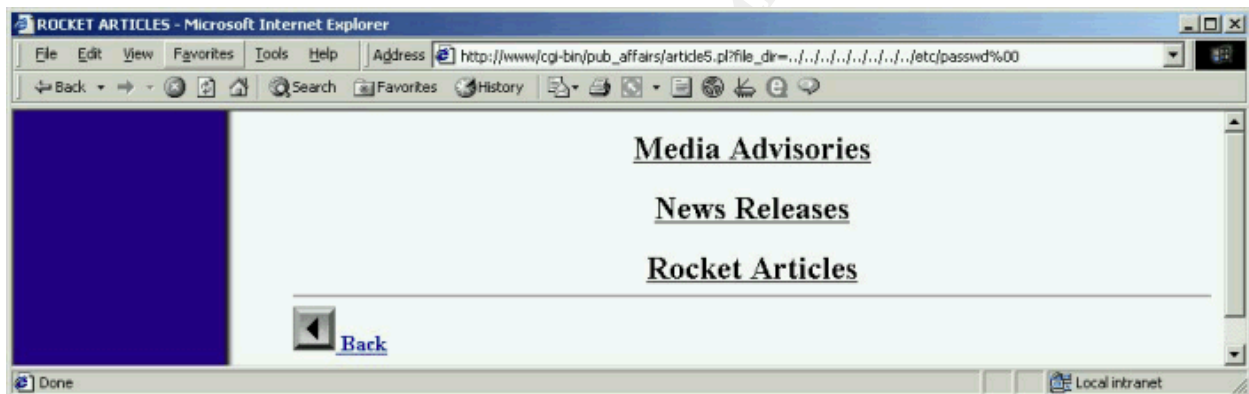 ROCKET ARTICLES - Microsoft Internet Explorer
File Edit View Favorites Tools Help Address http://www/cgi-bin/pub_affairs/article5.pl?file_dir=../../../../../../../../etc/passwd%00
Back Search Favorites History
Media Advisories
News Releases
Rocket Articles
Back
Done Local intranet